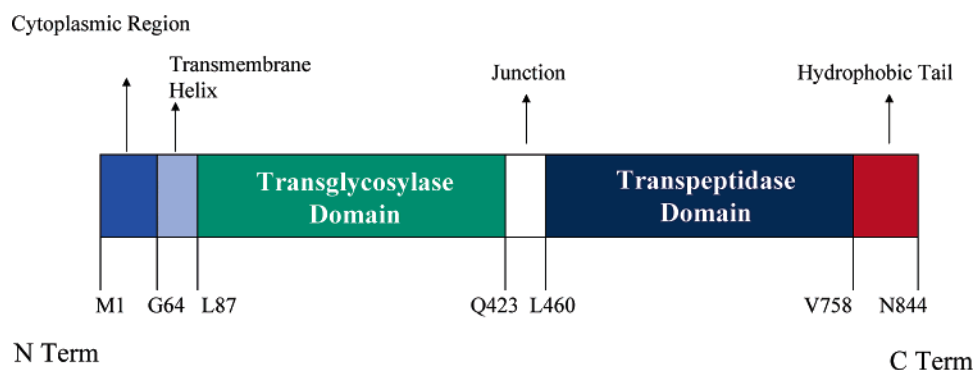 Cytoplasmic Region
Transmembrane
Helix
Junction
Hydrophobic Tail
Transglycosylase
Domain
Transpeptidase
Domain
M1
G64
L87
Q423
L460
V758
N844
N Term
C Term